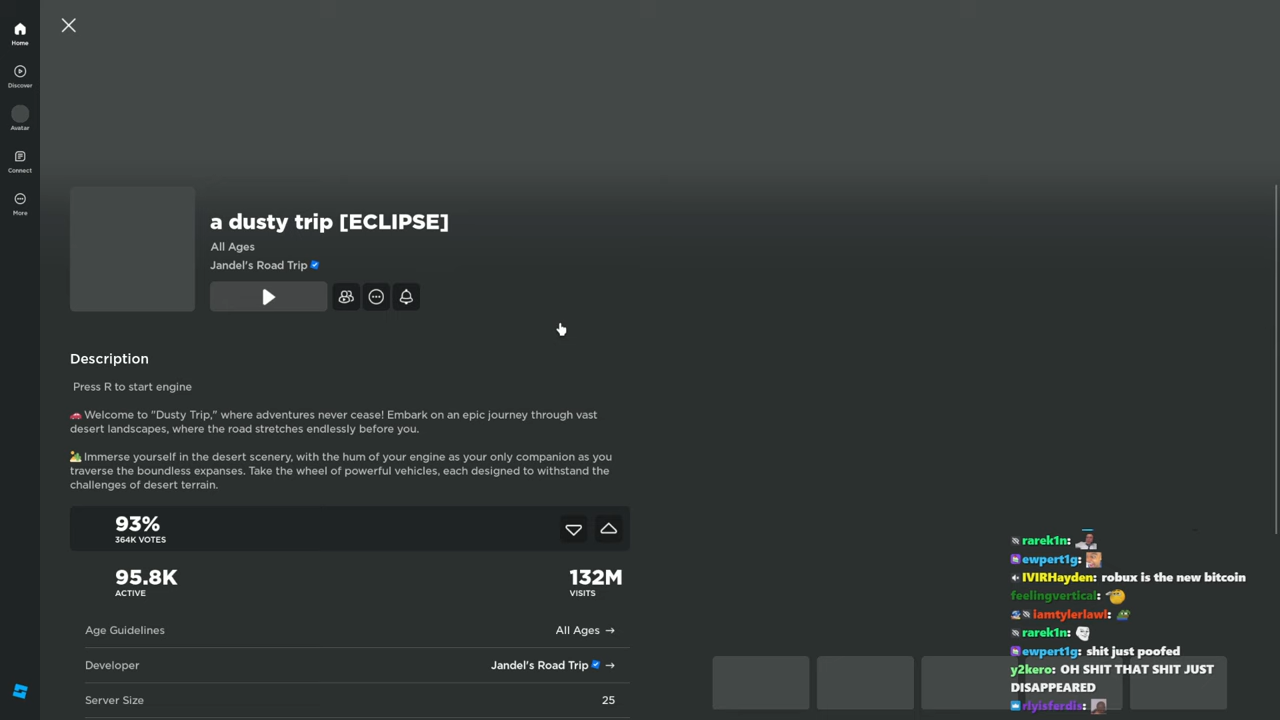 Home
Discover
Avatar
Connect
More
a dusty trip [ECLIPSE]
All Ages
Jandel's Road Trip
Description
Press R to start engine
🚗 Welcome to "Dusty Trip," where adventures never cease! Embark on an epic journey through vast
desert landscapes, where the road stretches endlessly before you.
🏜️ Immerse yourself in the desert scenery, with the hum of your engine as your only companion as you
traverse the boundless expanses. Take the wheel of powerful vehicles, each designed to withstand the
challenges of desert terrain.
93%
364K VOTES
95.8K
ACTIVE
132M
VISITS
Age Guidelines
All Ages →
Developer
Jandel's Road Trip →
Server Size
25
rarek1n:
ewpert1g:
IVIRHayden: robux is the new bitcoin
feelingvertical:
iamtylerlawl:
rarek1n:
ewpert1g: shit just poofed
y2kero: OH SHIT THAT SHIT JUST
DISAPPEARED
rlyisferdis: